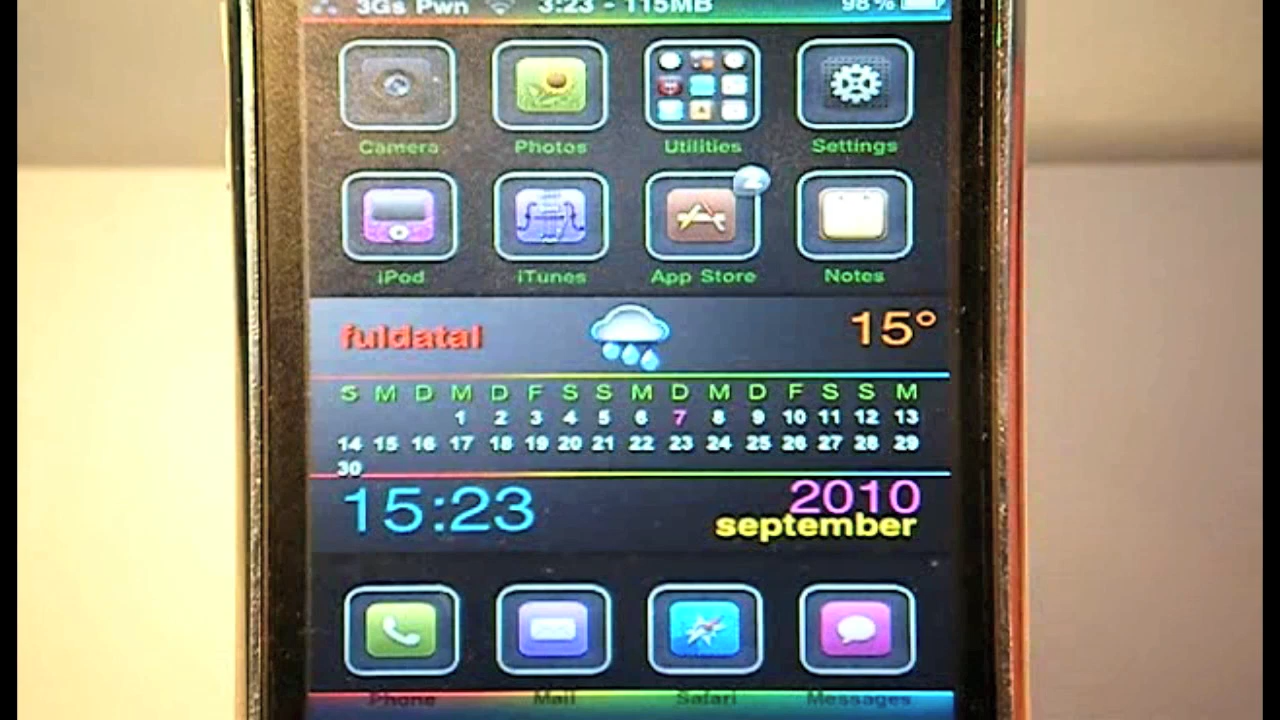 3Gs Pwn 3:23 - 115MB 98 %
Camera Photos Utilities Settings
2
iPod iTunes App Store Notes
fuldatal 15°
S M D M D F S S M D M D F S S M
1 2 3 4 5 6 7 8 9 10 11 12 13
14 15 16 17 18 19 20 21 22 23 24 25 26 27 28 29
30
15:23 2010
september
Phone Mail Safari Messages